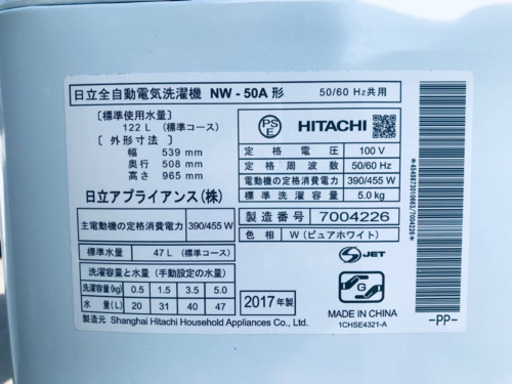 日立全自動電気洗濯機 NW-50A 形 50/60 Hz共用
〔標準使用水量〕
122 L (標準コース)
〔外形寸法〕
幅 539 mm
奥行 508 mm
高さ 965 mm
日立アプライアンス(株)
PSE HITACHI
定格電圧 100 V
定格周波数 50/60 Hz
電動機の定格消費電力 390/455 W
標準洗濯容量 5.0 kg
主電動機の定格消費電力 390/455 W
製造番号 7004226
色相 W (ピュアホワイト)
標準水量 47 L (標準コース)
洗濯容量と水量 (手動設定の水量)
洗濯容量(kg) 0.5 1.5 3.5 5.0
水量(L) 20 31 40 47
2017年製
S JET
G
MADE IN CHINA
1CHSE4321-A
製造元 Shanghai Hitachi Household Appliances Co., Ltd.
-PP-